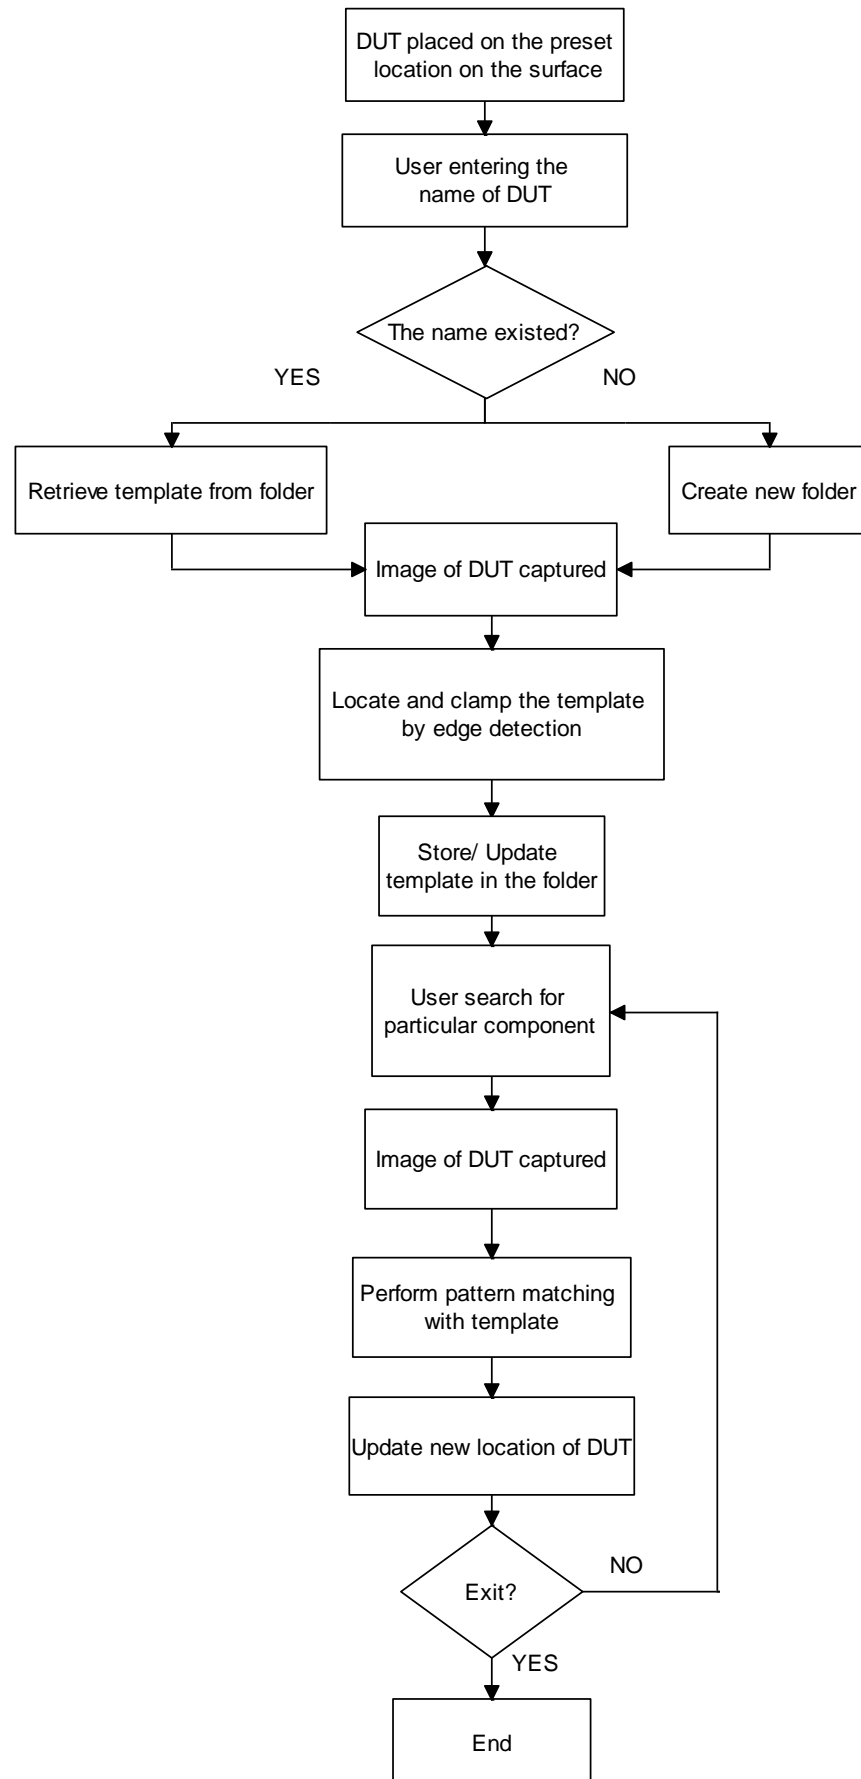 DUT placed on the preset
location on the surface
User entering the
name of DUT
The name existed?
YES
NO
Retrieve template from folder
Create new folder
Image of DUT captured
Locate and clamp the template
by edge detection
Store/ Update
template in the folder
User search for
particular component
Image of DUT captured
Perform pattern matching
with template
Update new location of DUT
Exit?
NO
YES
End